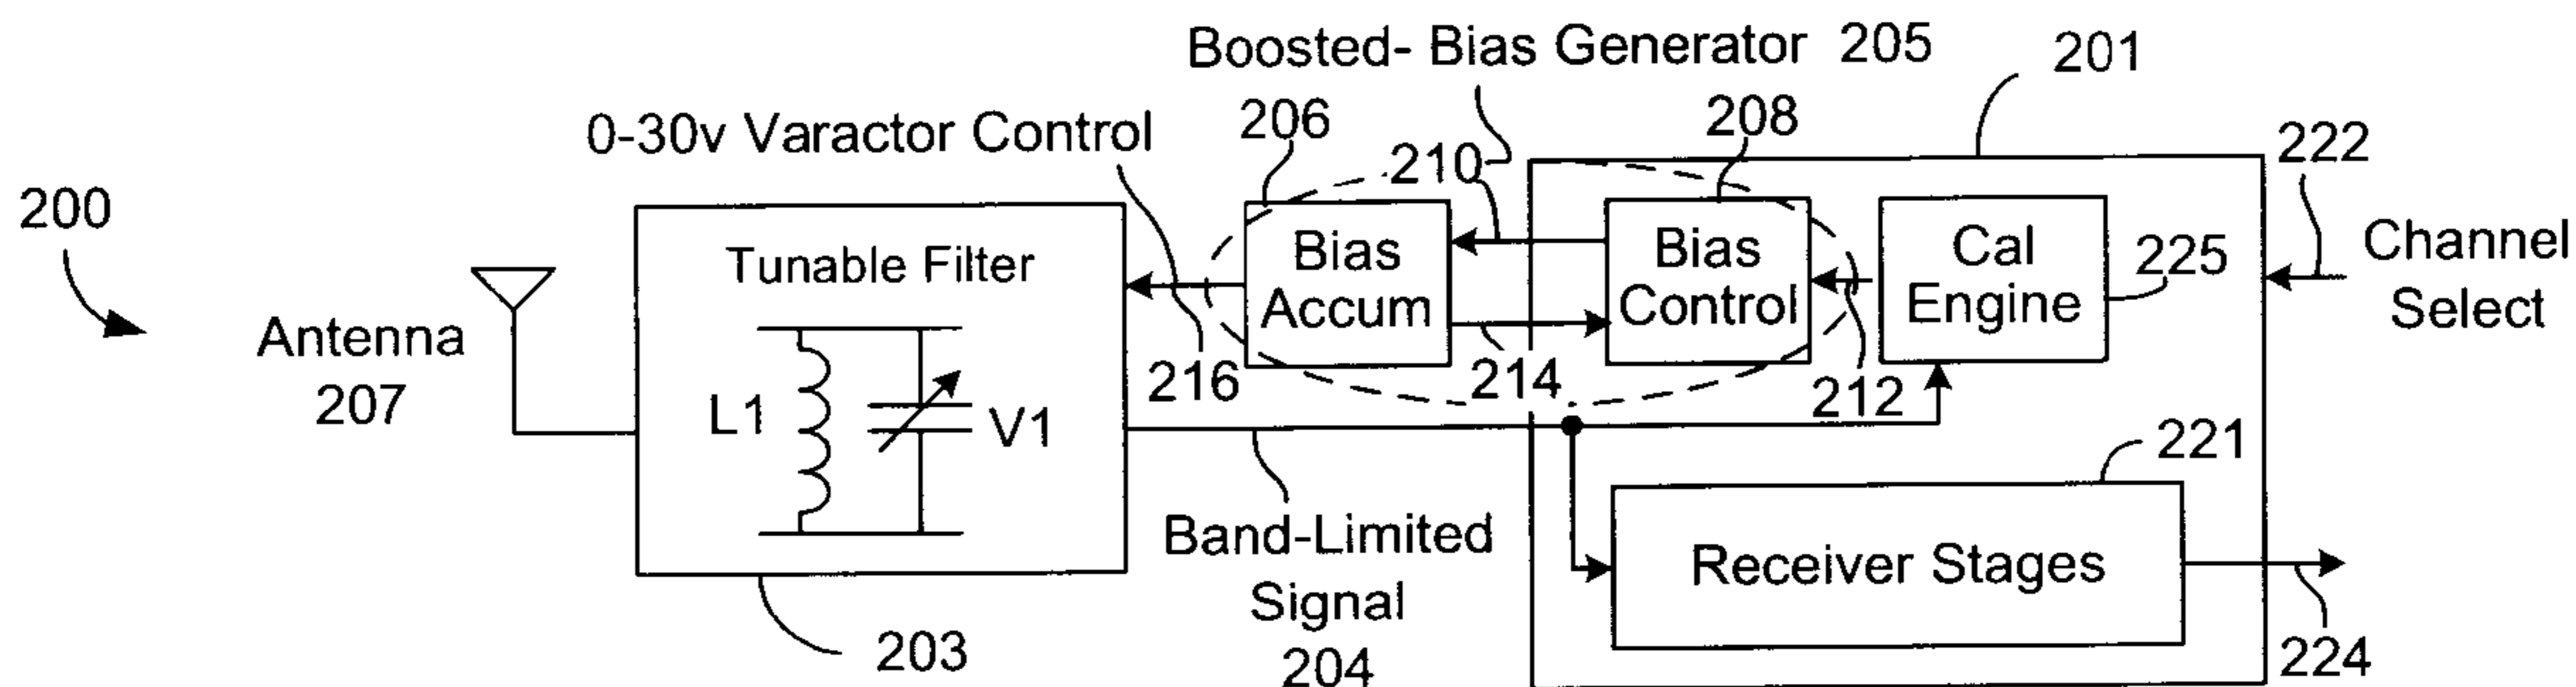 Boosted- Bias Generator 205
201
206
208
222
0-30v Varactor Control
210
200
Tunable Filter
Bias
Accum
Bias
Control
Cal
Engine
225
Channel
Select
Antenna
207
L1
V1
216
214
212
221
Band-Limited
Signal
204
Receiver Stages
203
224